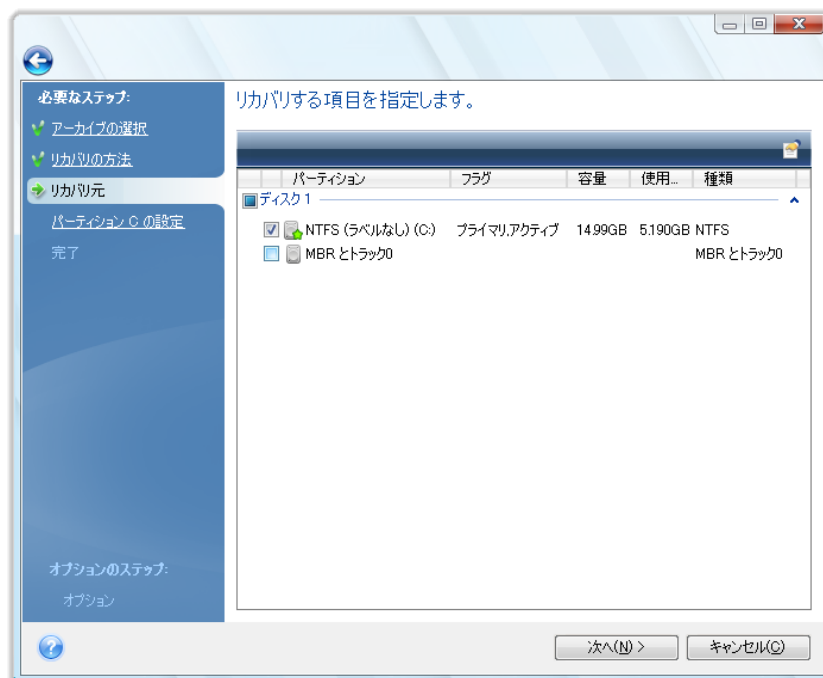 必要なステップ:
アーカイブの選択
リカバリの方法
リカバリ元
パーティション C の設定
完了
オプションのステップ:
オプション
リカバリする項目を指定します。
パーティション フラグ 容量 使用... 種類
ディスク 1
NTFS (ラベルなし) (C:) プライマリ,アクティブ 14.99GB 5.190GB NTFS
MBR とトラック0 MBR とトラック0
次へ(N) > キャンセル(C)